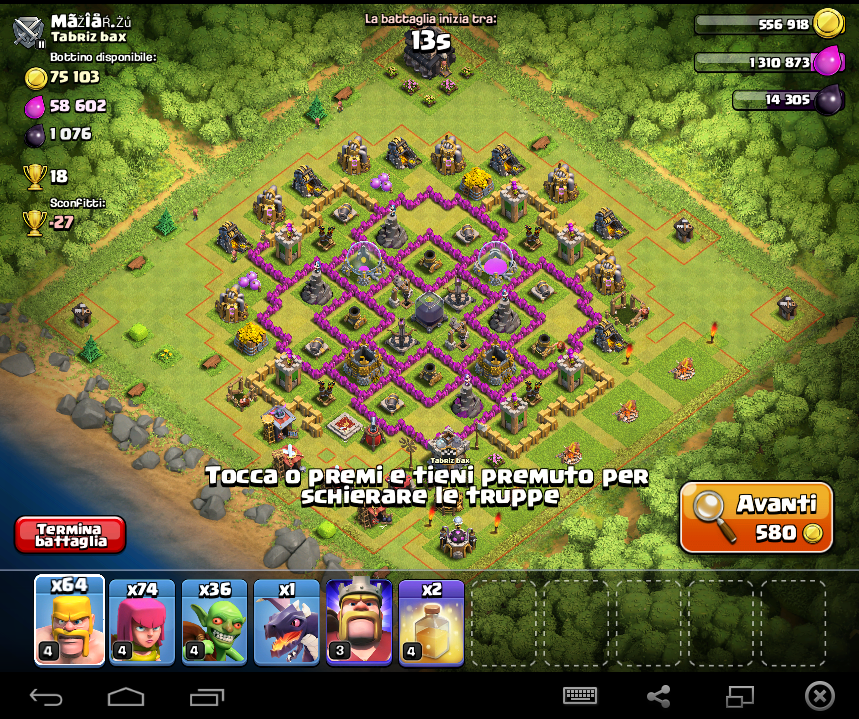 Mãžîâŕ.žů
Tabriz bax
Bottino disponibile:
75 103
58 602
1 076
18
Sconfitti:
-27
La battaglia inizia tra:
13s
556 918
1 310 873
14 305
Tabriz bax
Tocca o premi e tieni premuto per
schierare le truppe
Termina
battaglia
Avanti
580
x64
x74
x36
x1
x2
4
4
4
3
4